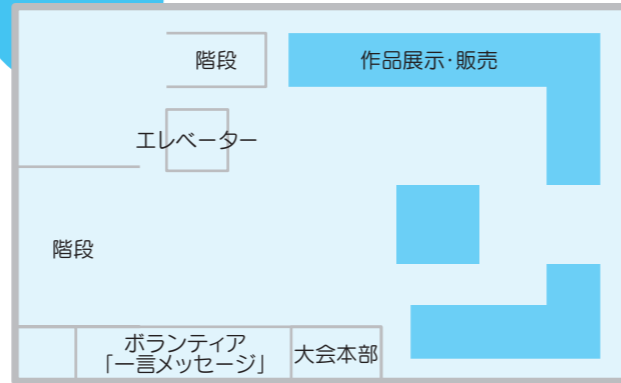 階段
作品展示・販売
エレベーター
階段
ボランティア
「一言メッセージ」
大会本部